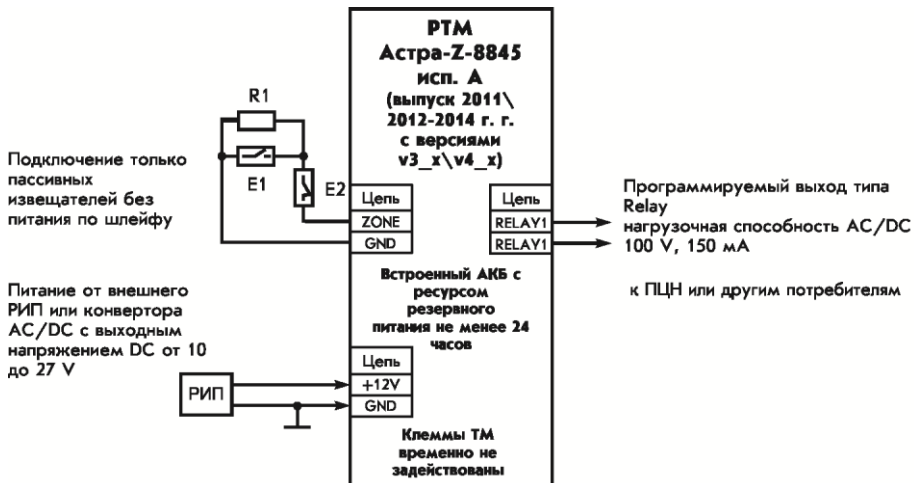 РТМ
Астра-Z-8845
исп. А
(выпуск 2011\
2012-2014 г. г.
с версиями
v3_x\v4_x)
R1
E1
E2
Подключение только
пассивных
извещателей без
питания по шлейфу
Цепь
ZONE
GND
Цепь
RELAY1
RELAY1
Программируемый выход типа
Relay
нагрузочная способность AC/DC
100 V, 150 мА
к ПЦН или другим потребителям
Встроенный АКБ с
ресурсом
резервного
питания не менее 24
часов
Питание от внешнего
РИП или конвертора
AC/DC с выходным
напряжением DC от 10
до 27 V
РИП
Цепь
+12V
GND
Клеммы ТМ
временно не
задействованы